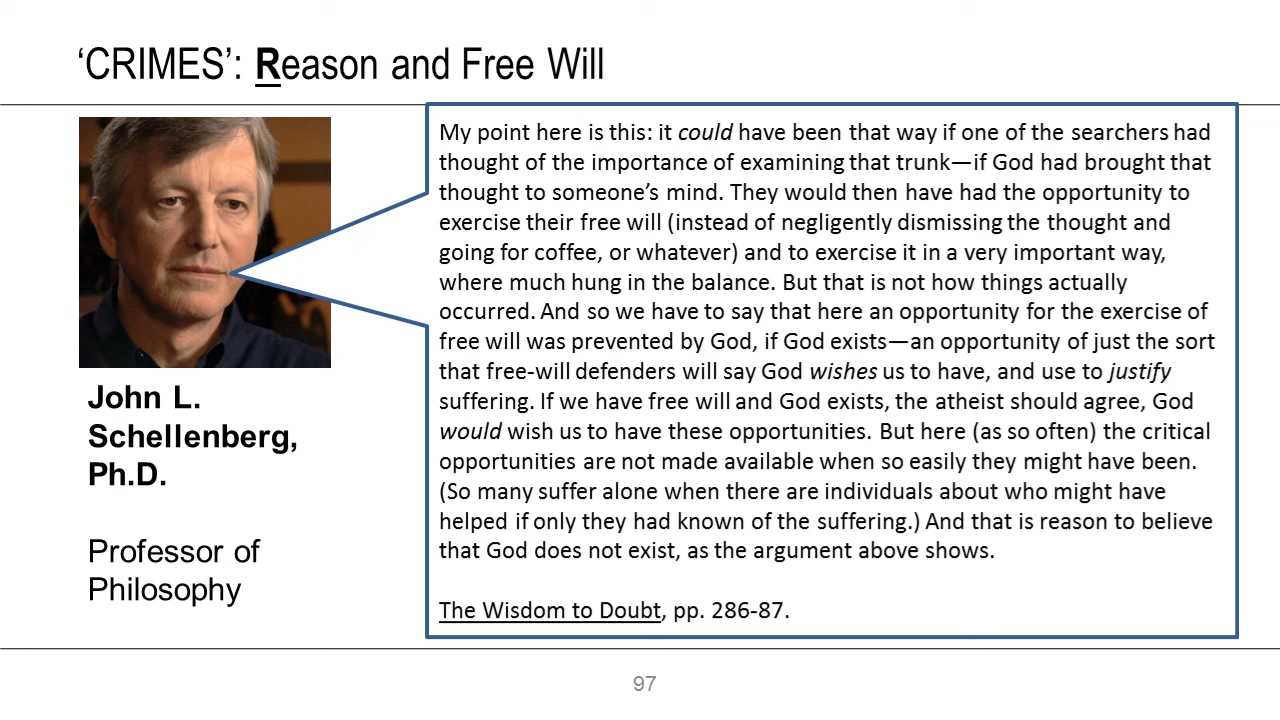 ‘CRIMES’: Reason and Free Will
My point here is this: it could have been that way if one of the searchers had
thought of the importance of examining that trunk—if God had brought that
thought to someone’s mind. They would then have had the opportunity to
exercise their free will (instead of negligently dismissing the thought and
going for coffee, or whatever) and to exercise it in a very important way,
where much hung in the balance. But that is not how things actually
occurred. And so we have to say that here an opportunity for the exercise of
free will was prevented by God, if God exists—an opportunity of just the sort
that free-will defenders will say God wishes us to have, and use to justify
suffering. If we have free will and God exists, the atheist should agree, God
would wish us to have these opportunities. But here (as so often) the critical
opportunities are not made available when so easily they might have been.
(So many suffer alone when there are individuals about who might have
helped if only they had known of the suffering.) And that is reason to believe
that God does not exist, as the argument above shows.
The Wisdom to Doubt, pp. 286-87.
John L.
Schellenberg,
Ph.D.
Professor of
Philosophy
97